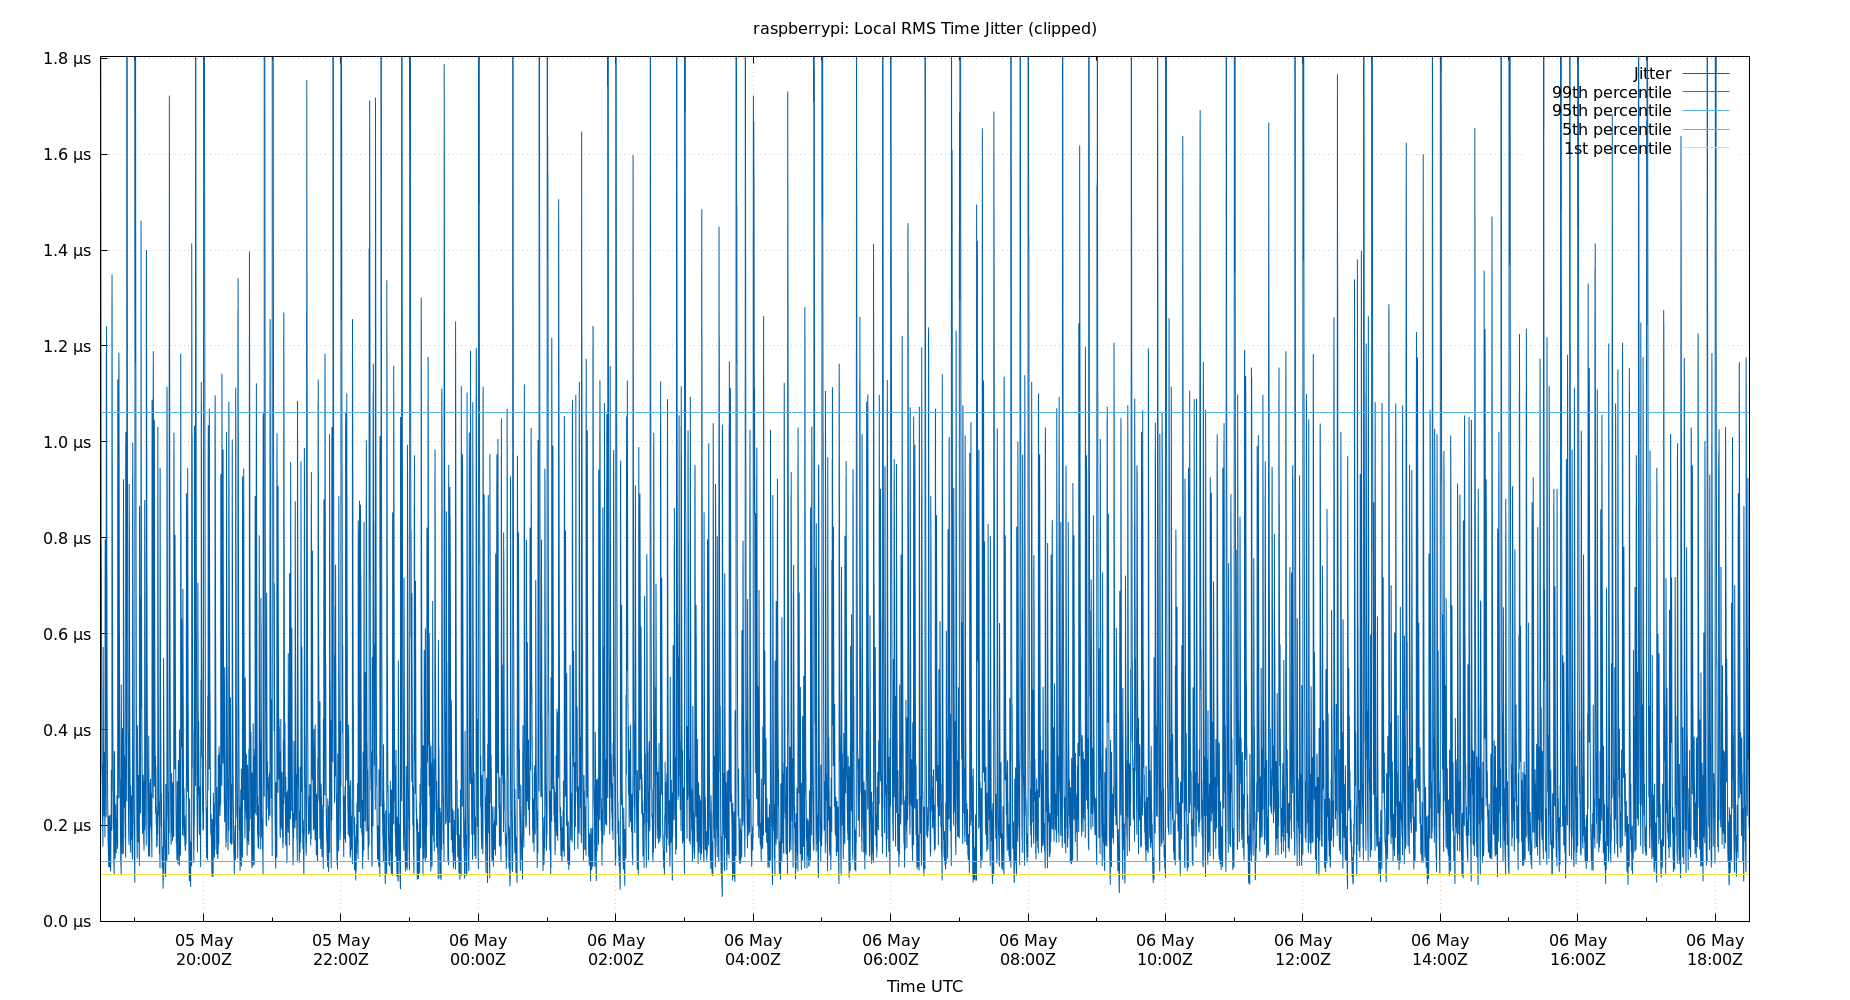 raspberrypi: Local RMS Time Jitter (clipped)
1.8 µs
1.6 µs
1.4 µs
1.2 µs
1.0 µs
0.8 µs
0.6 µs
0.4 µs
0.2 µs
0.0 µs
Jitter
99th percentile
95th percentile
5th percentile
1st percentile
05 May 05 May 06 May 06 May 06 May 06 May 06 May 06 May 06 May 06 May 06 May 06 May
20:00Z 22:00Z 00:00Z 02:00Z 04:00Z 06:00Z 08:00Z 10:00Z 12:00Z 14:00Z 16:00Z 18:00Z
Time UTC